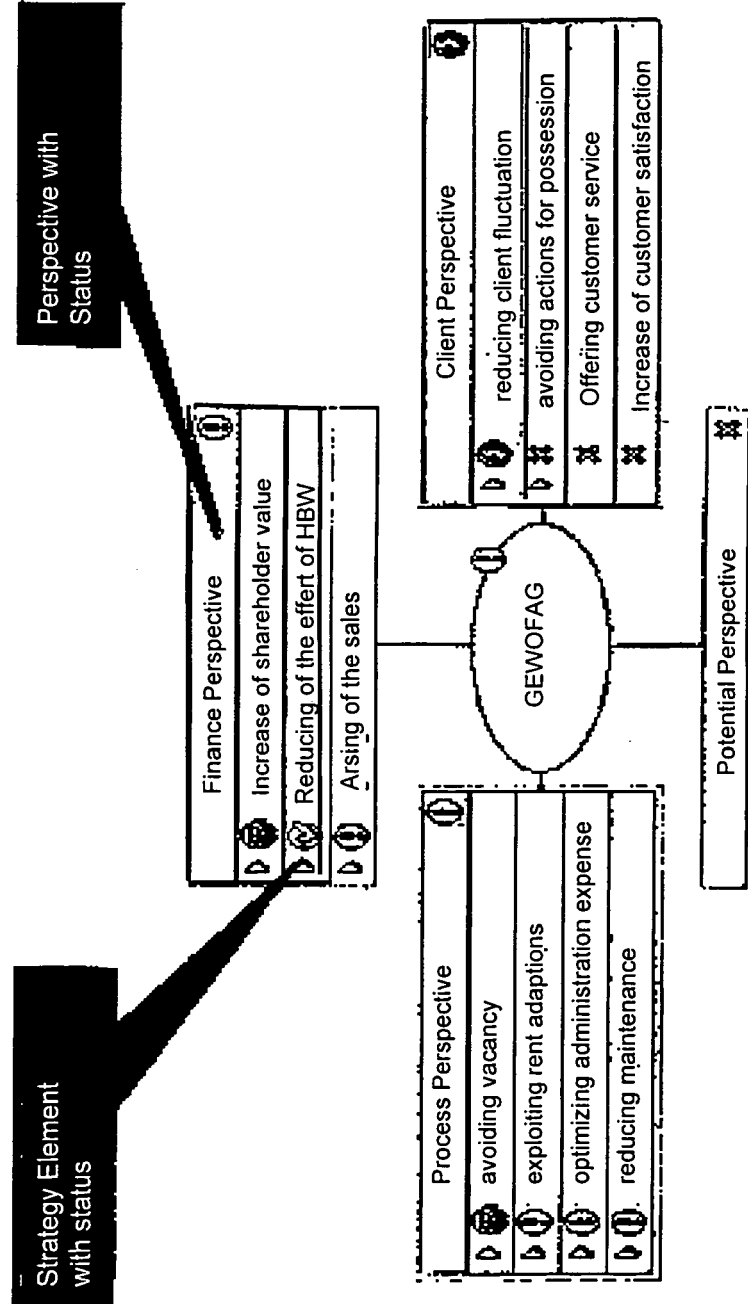 Strategy Element
with status
Perspective with
Status
Finance Perspective
Increase of shareholder value
Reducing of the effert of HBW
Arsing of the sales
Process Perspective
avoiding vacancy
exploiting rent adaptions
optimizing administration expense
reducing maintenance
GEWOFAG
Client Perspective
reducing client fluctuation
avoiding actions for possession
Offering customer service
Increase of customer satisfaction
Potential Perspective